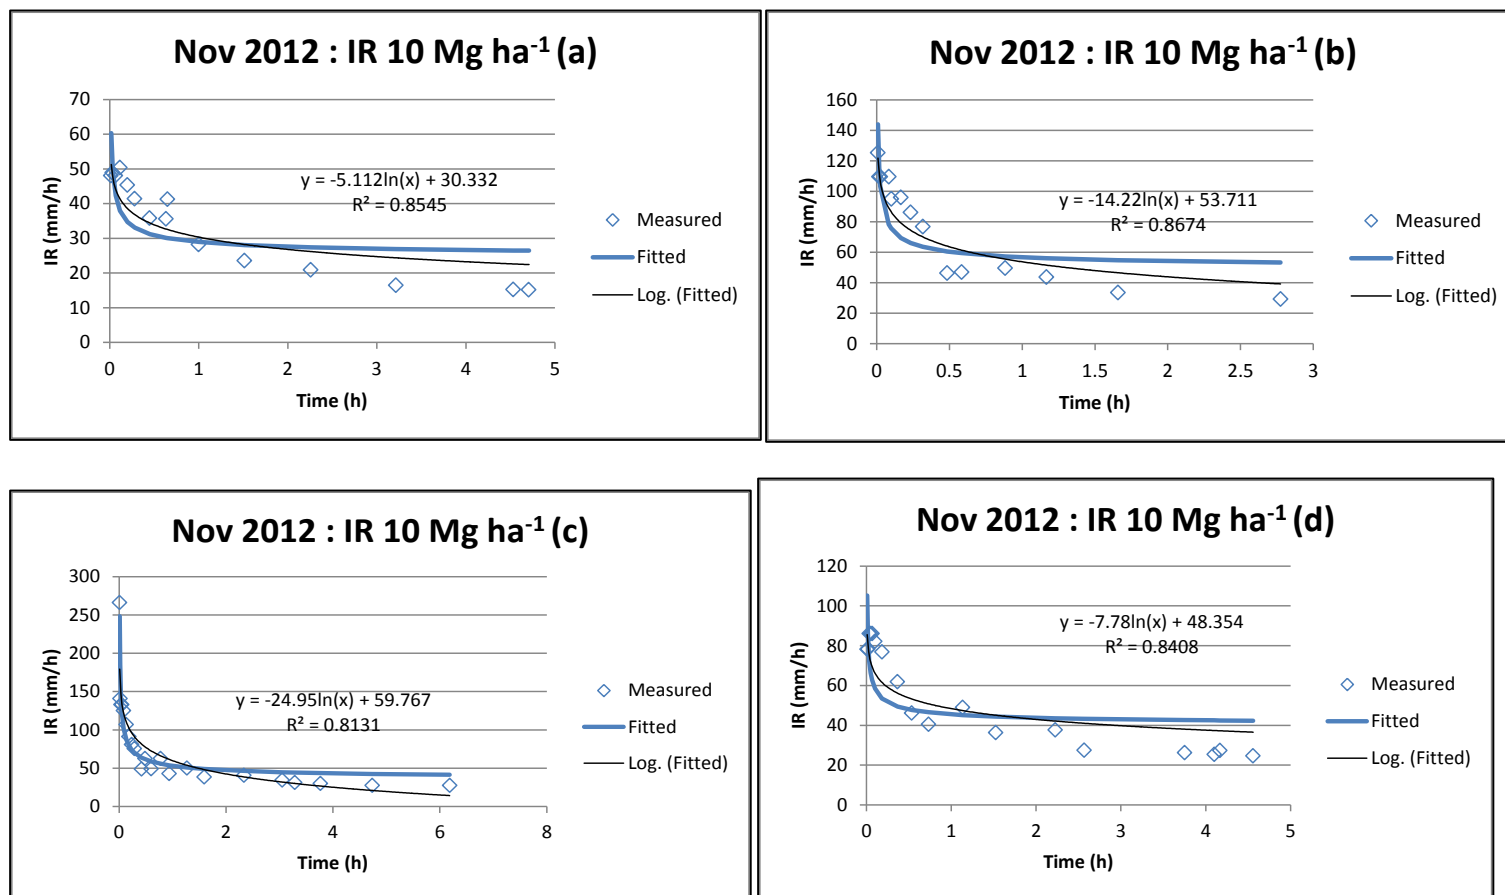 Nov 2012 : IR 10 Mg ha⁻¹ (a)
70
60
50
40
30
20
10
0
0 1 2 3 4 5
IR (mm/h)
Time (h)
y = -5.112ln(x) + 30.332
R² = 0.8545
Measured
Fitted
Log. (Fitted)
Nov 2012 : IR 10 Mg ha⁻¹ (b)
160
140
120
100
80
60
40
20
0
0 0.5 1 1.5 2 2.5 3
IR (mm/h)
Time (h)
y = -14.22ln(x) + 53.711
R² = 0.8674
Measured
Fitted
Log. (Fitted)
Nov 2012 : IR 10 Mg ha⁻¹ (c)
300
250
200
150
100
50
0
0 2 4 6 8
IR (mm/h)
Time (h)
y = -24.95ln(x) + 59.767
R² = 0.8131
Measured
Fitted
Log. (Fitted)
Nov 2012 : IR 10 Mg ha⁻¹ (d)
120
100
80
60
40
20
0
0 1 2 3 4 5
IR (mm/h)
Time (h)
y = -7.78ln(x) + 48.354
R² = 0.8408
Measured
Fitted
Log. (Fitted)